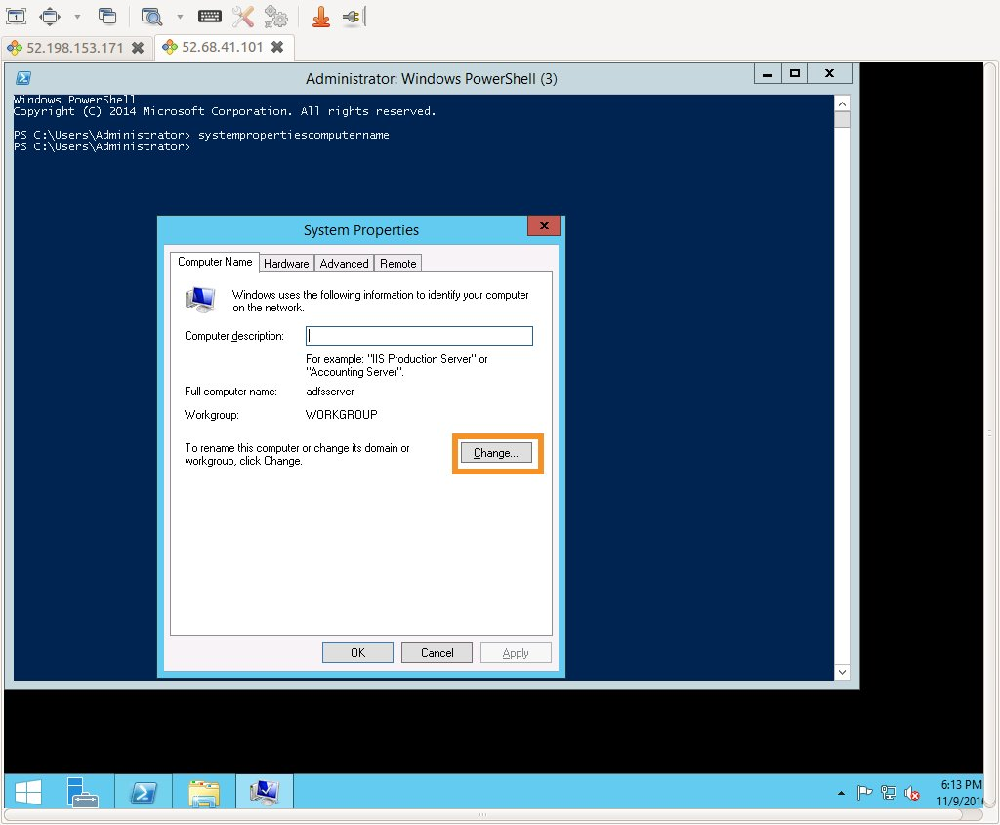 52.198.153.171
52.68.41.101
Administrator: Windows PowerShell (3)
Windows PowerShell
Copyright (C) 2014 Microsoft Corporation. All rights reserved.
PS C:\Users\Administrator> systempropertiescomputername
PS C:\Users\Administrator>
System Properties
Computer Name
Hardware
Advanced
Remote
Windows uses the following information to identify your computer
on the network.
Computer description:
For example: "IIS Production Server" or
"Accounting Server".
Full computer name:
adfsserver
Workgroup:
WORKGROUP
To rename this computer or change its domain or
workgroup, click Change.
Change...
OK
Cancel
Apply
6:13 PM